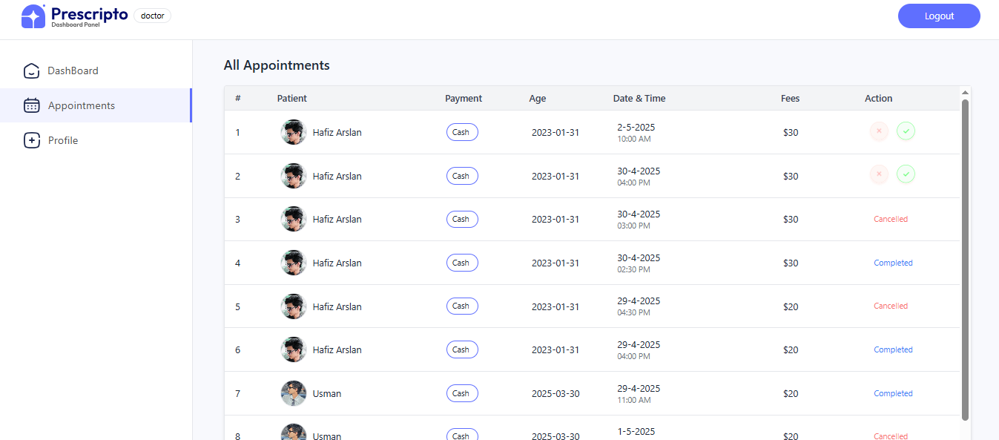 Prescripto
Dashboard Panel
doctor
Logout
DashBoard
Appointments
Profile
All Appointments
# Patient Payment Age Date & Time Fees Action
1 Hafiz Arslan Cash 2023-01-31 2-5-2025 $30
10:00 AM
2 Hafiz Arslan Cash 2023-01-31 30-4-2025 $30
04:00 PM
3 Hafiz Arslan Cash 2023-01-31 30-4-2025 $30 Cancelled
03:00 PM
4 Hafiz Arslan Cash 2023-01-31 30-4-2025 $30 Completed
02:30 PM
5 Hafiz Arslan Cash 2023-01-31 29-4-2025 $20 Cancelled
04:30 PM
6 Hafiz Arslan Cash 2023-01-31 29-4-2025 $20 Completed
04:00 PM
7 Usman Cash 2025-03-30 29-4-2025 $20 Completed
11:00 AM
8 Usman Cash 2025-03-30 1-5-2025 $20 Cancelled